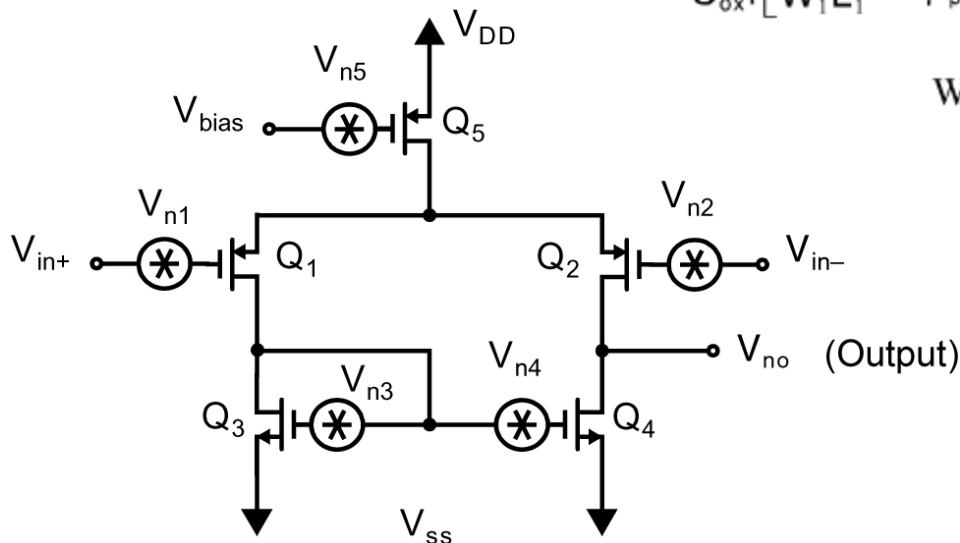 V_DD
V_n5
V_bias
Q_5
V_n1
V_n2
V_in+
Q_1
Q_2
V_in–
V_no (Output)
V_n3
V_n4
Q_3
Q_4
V_ss